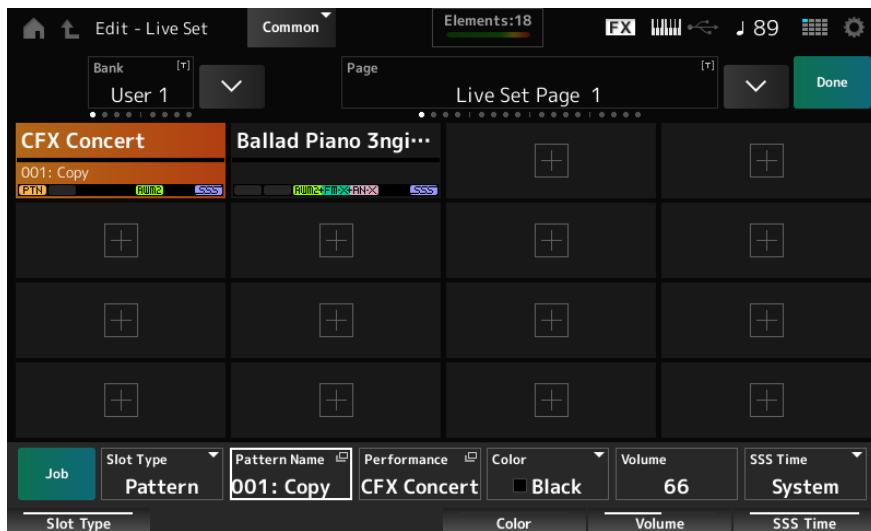 Edit - Live Set
Common
Elements:18
FX
♩ 89
Bank
[T]
User 1
Page
[T]
Live Set Page 1
Done
CFX Concert
001: Copy
PTN
AWM2
SSS
Ballad Piano 3ngi…
AWM2+FM-X+AN-X
SSS
Job
Slot Type
Pattern
Pattern Name
001: Copy
Performance
CFX Concert
Color
Black
Volume
66
SSS Time
System
Slot Type
Color
Volume
SSS Time